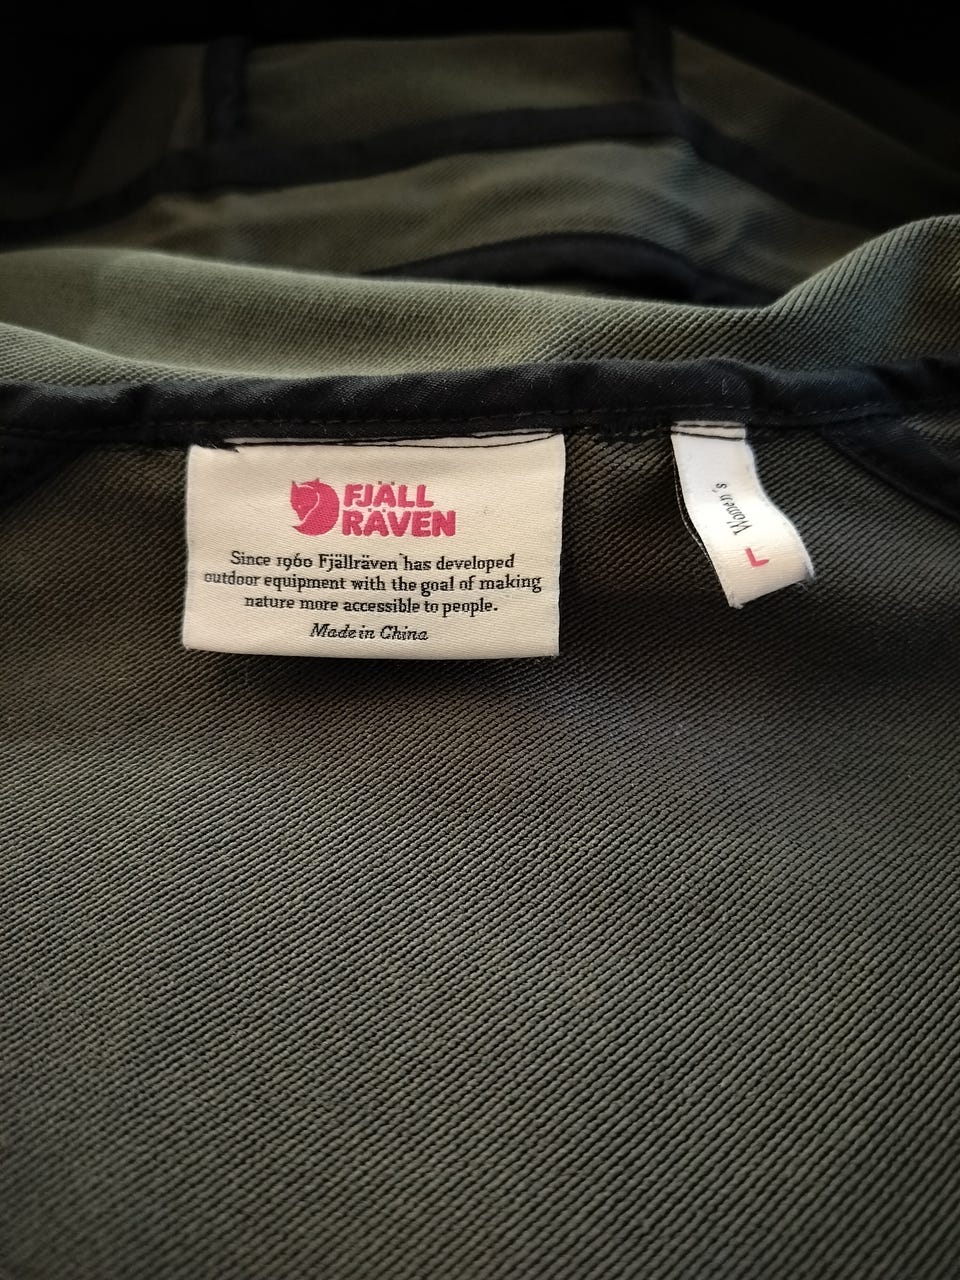 FJÄLL
RÄVEN
Since 1960 Fjällräven has developed
outdoor equipment with the goal of making
nature more accessible to people.
Made in China
Women's
L